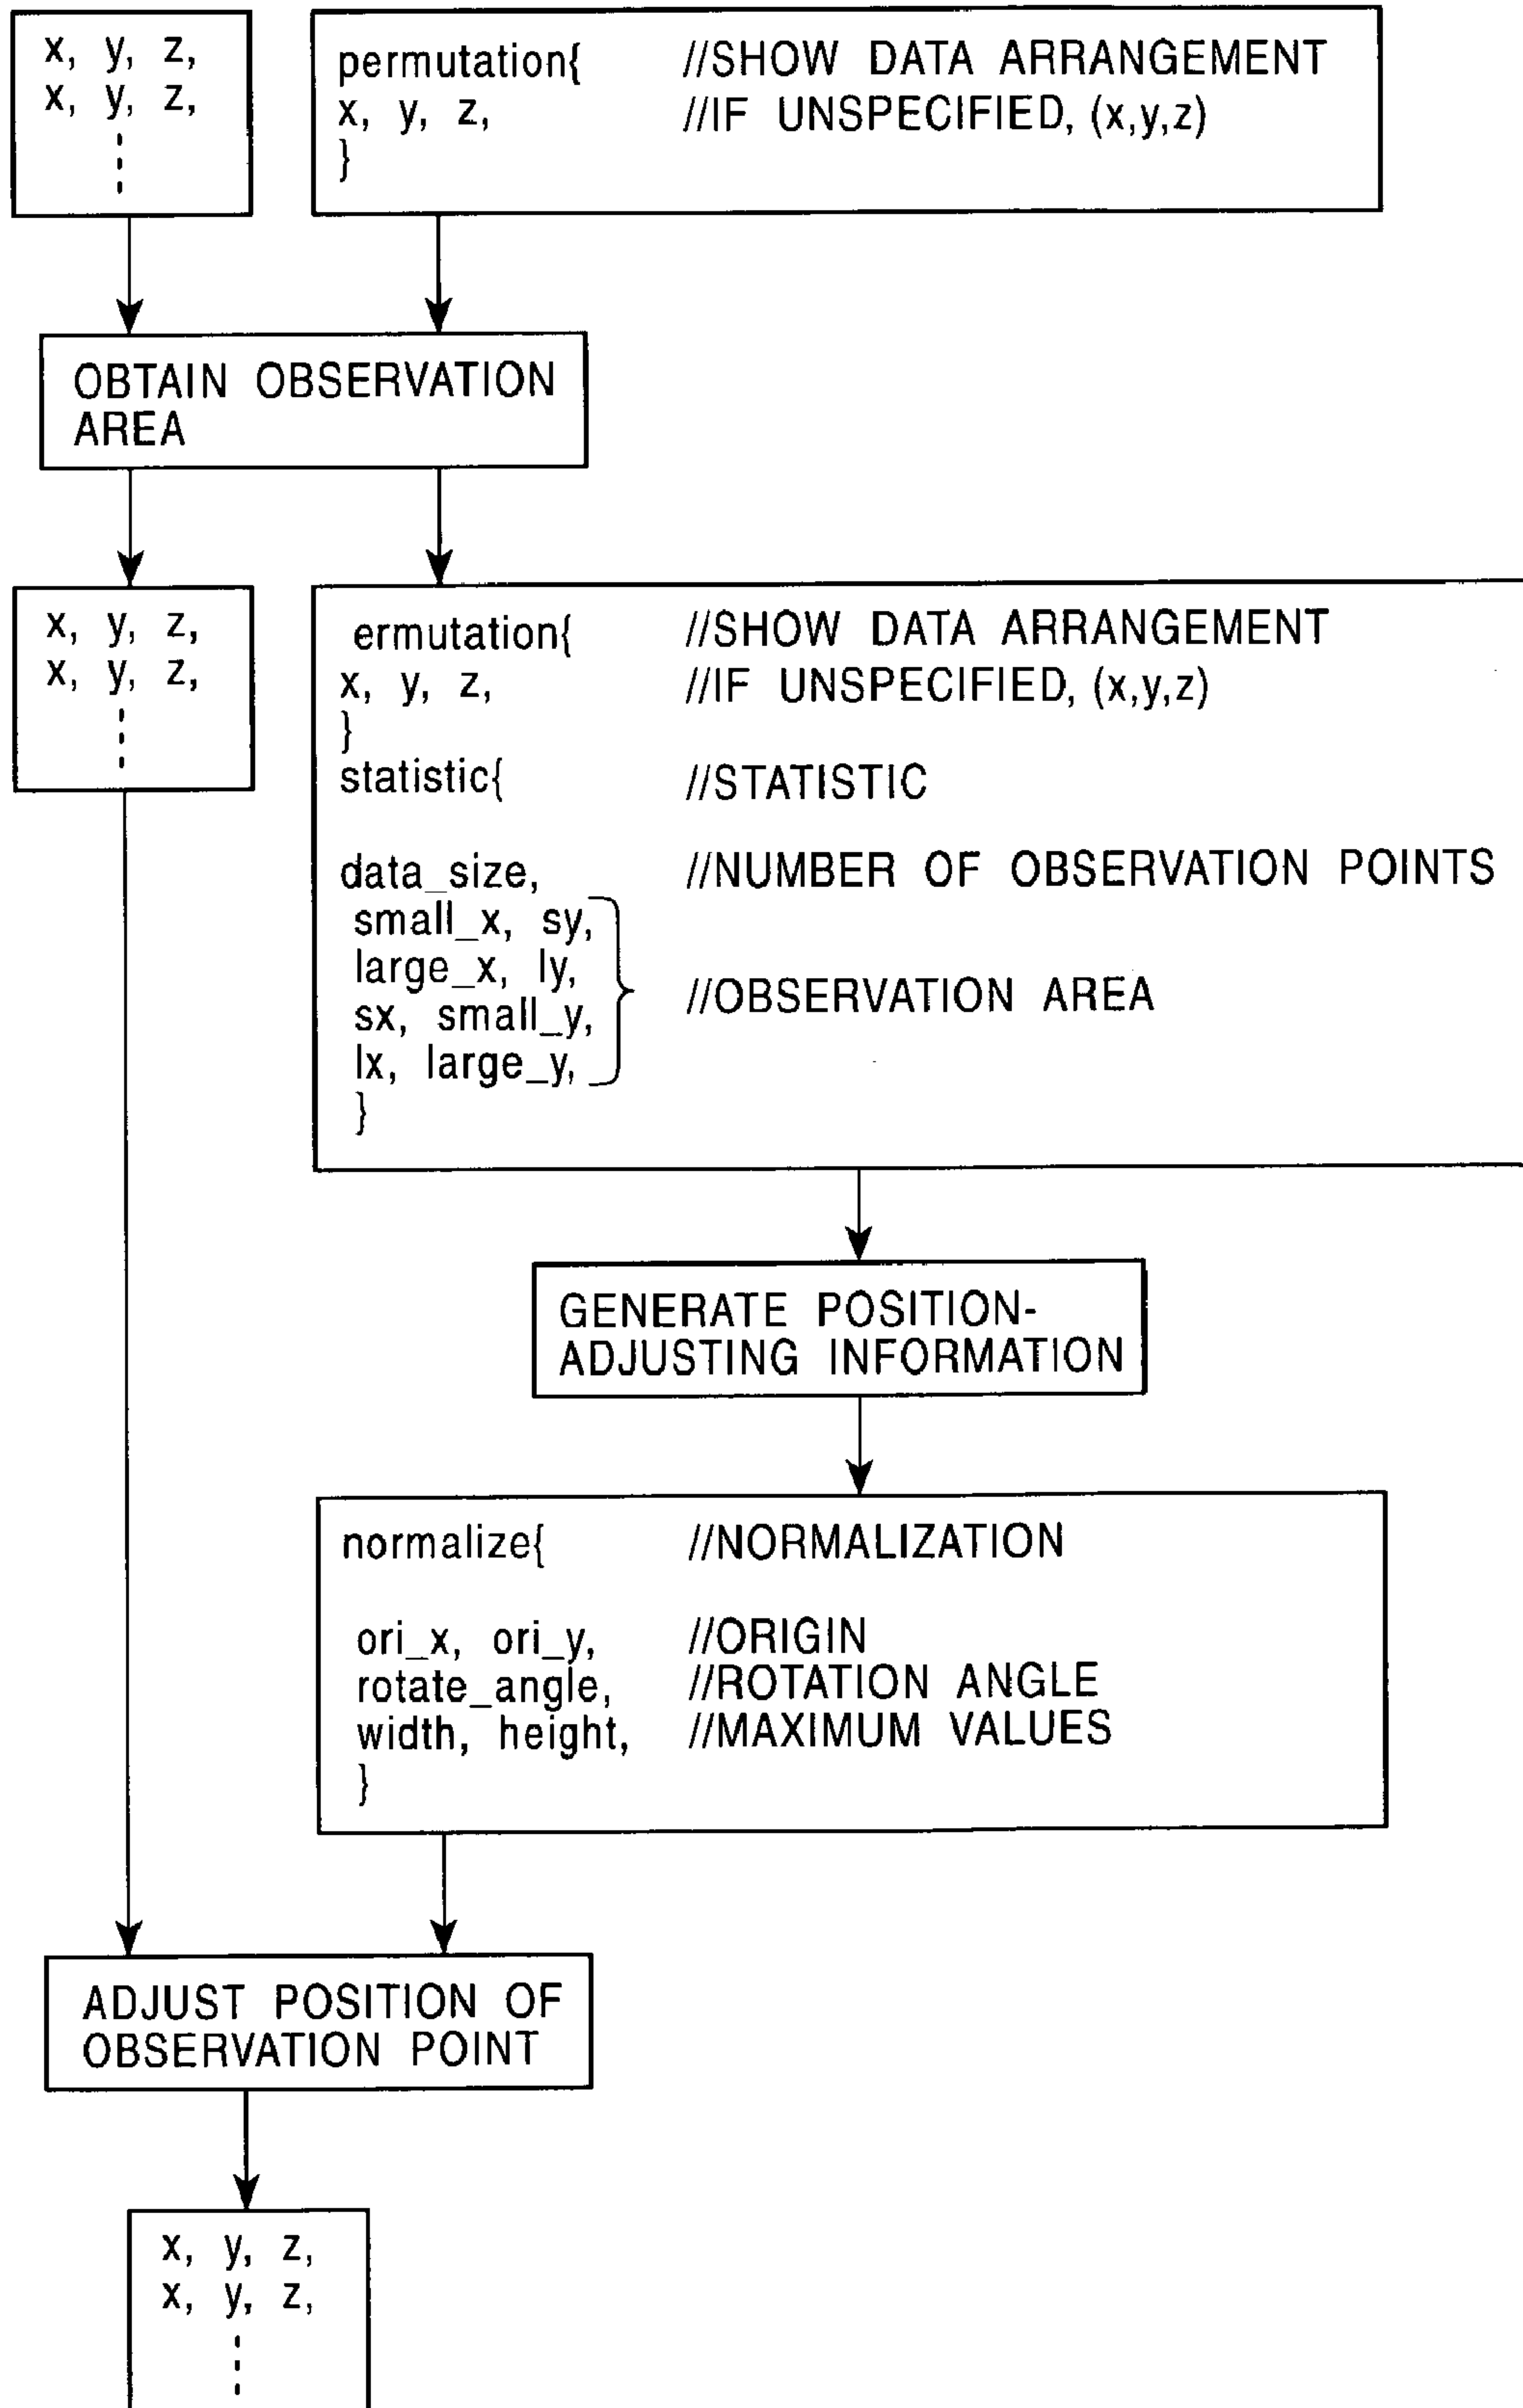 x, y, z,
x, y, z,
permutation{ //SHOW DATA ARRANGEMENT
x, y, z, //IF UNSPECIFIED, (x,y,z)
}
OBTAIN OBSERVATION
AREA
x, y, z,
x, y, z,
ermutation{ //SHOW DATA ARRANGEMENT
x, y, z, //IF UNSPECIFIED, (x,y,z)
}
statistic{ //STATISTIC
data_size, //NUMBER OF OBSERVATION POINTS
small_x, sy,
large_x, ly,
//OBSERVATION AREA
sx, small_y,
lx, large_y,
}
GENERATE POSITION-
ADJUSTING INFORMATION
normalize{ //NORMALIZATION
ori_x, ori_y, //ORIGIN
rotate_angle, //ROTATION ANGLE
width, height, //MAXIMUM VALUES
}
ADJUST POSITION OF
OBSERVATION POINT
x, y, z,
x, y, z,